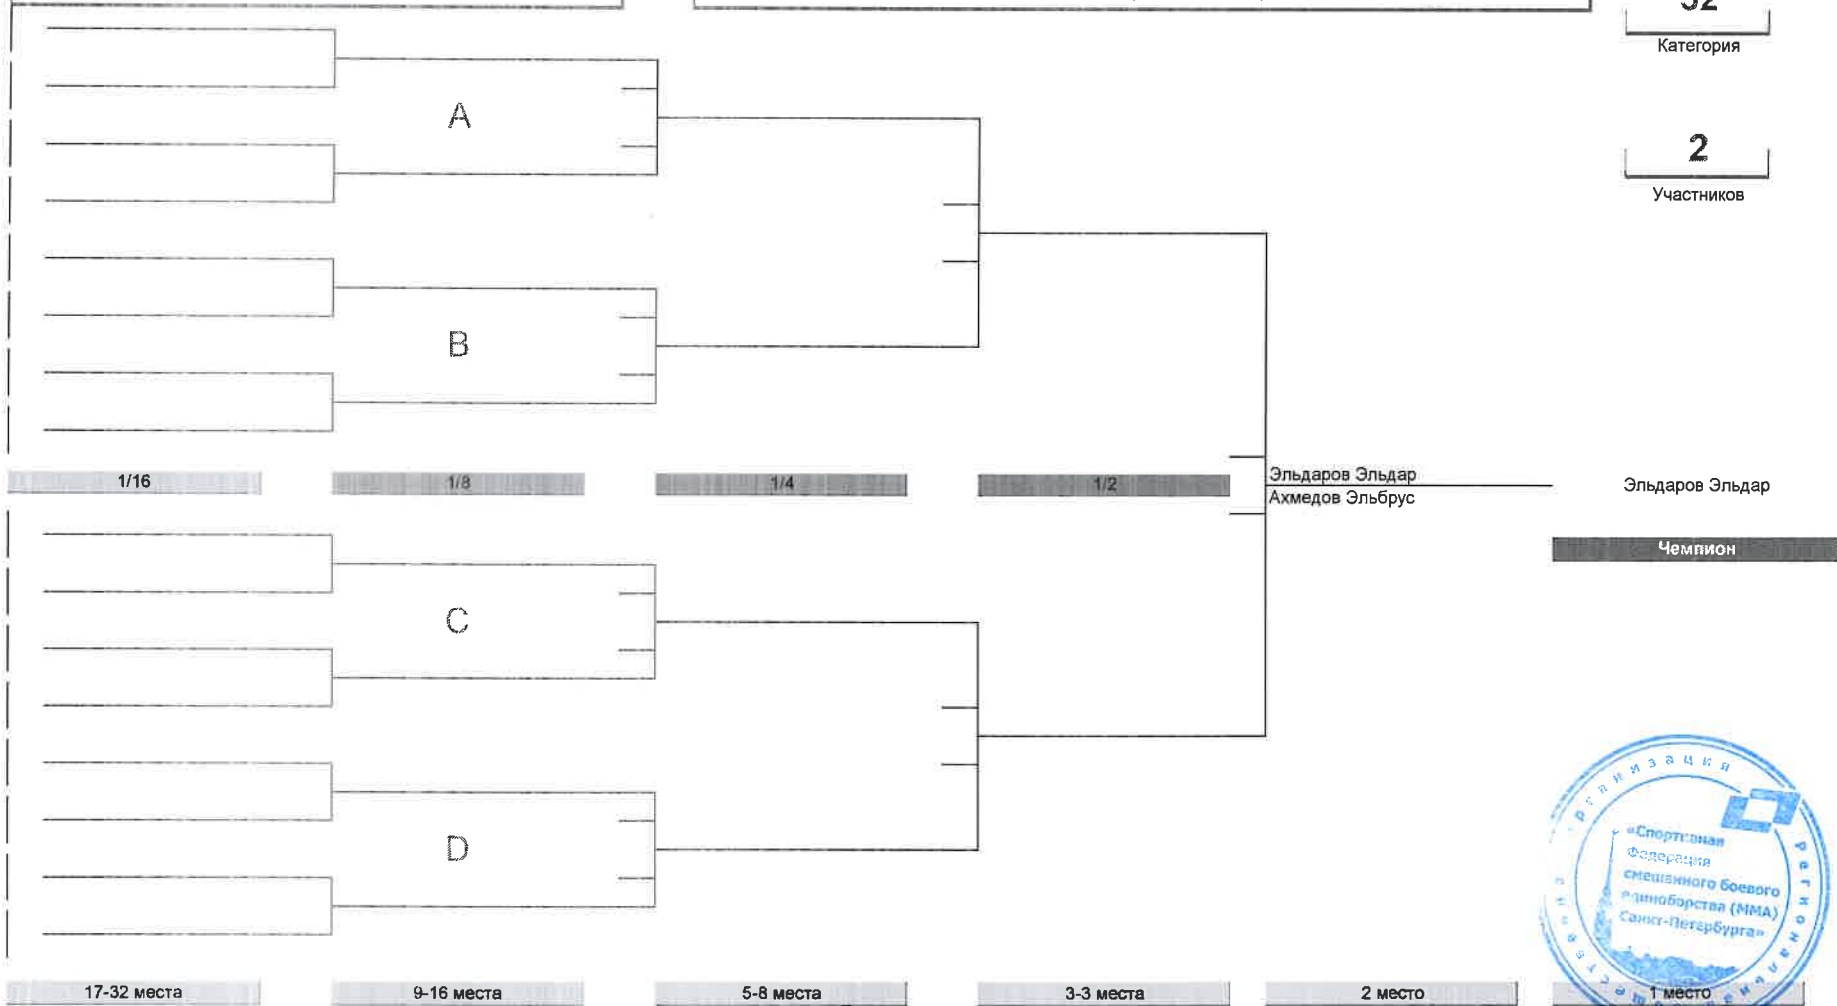 Категория
2
Участников
A
B
1/16
1/8
1/4
1/2
Эльдаров Эльдар
Ахмедов Эльбрус
Эльдаров Эльдар
Чемпион
C
D
организация
Региональная
«Спортивная
Федерация
смешанного боевого
единоборства (ММА)
Санкт-Петербурга»
17-32 места
9-16 места
5-8 места
3-3 места
2 место
1 место